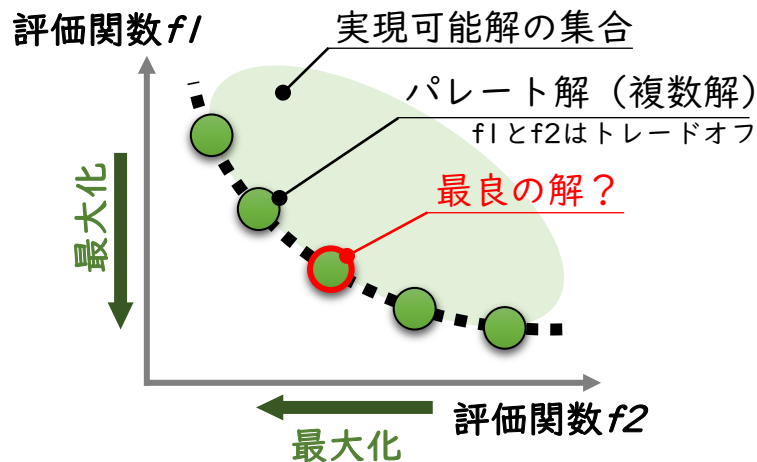 評価関数f1
実現可能解の集合
パレート解（複数解）
f1とf2はトレードオフ
最良の解？
最大化
評価関数f2
最大化